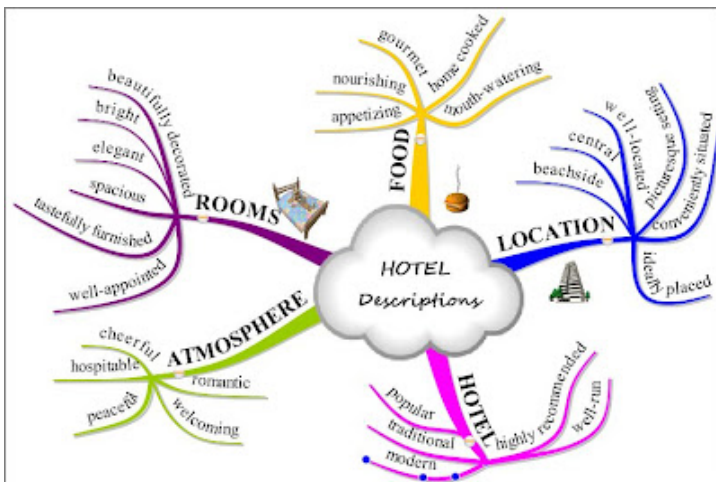 HOTEL
Descriptions
FOOD
gourmet
home cooked
nourishing
mouth-watering
appetizing
LOCATION
well-located
picturesque setting
central
conveniently situated
beachside
ideally placed
HOTEL
popular
highly recomended
traditional
well-run
modern
ATMOSPHERE
cheerful
hospitable
romantic
peaceful
welcoming
ROOMS
beautifully decorated
bright
elegant
spacious
tastefully furnished
well-appointed